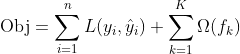 Obj = \sum_{i=1}^{n} L(y_i, \hat{y}_i) + \sum_{k=1}^{K} \Omega(f_k)